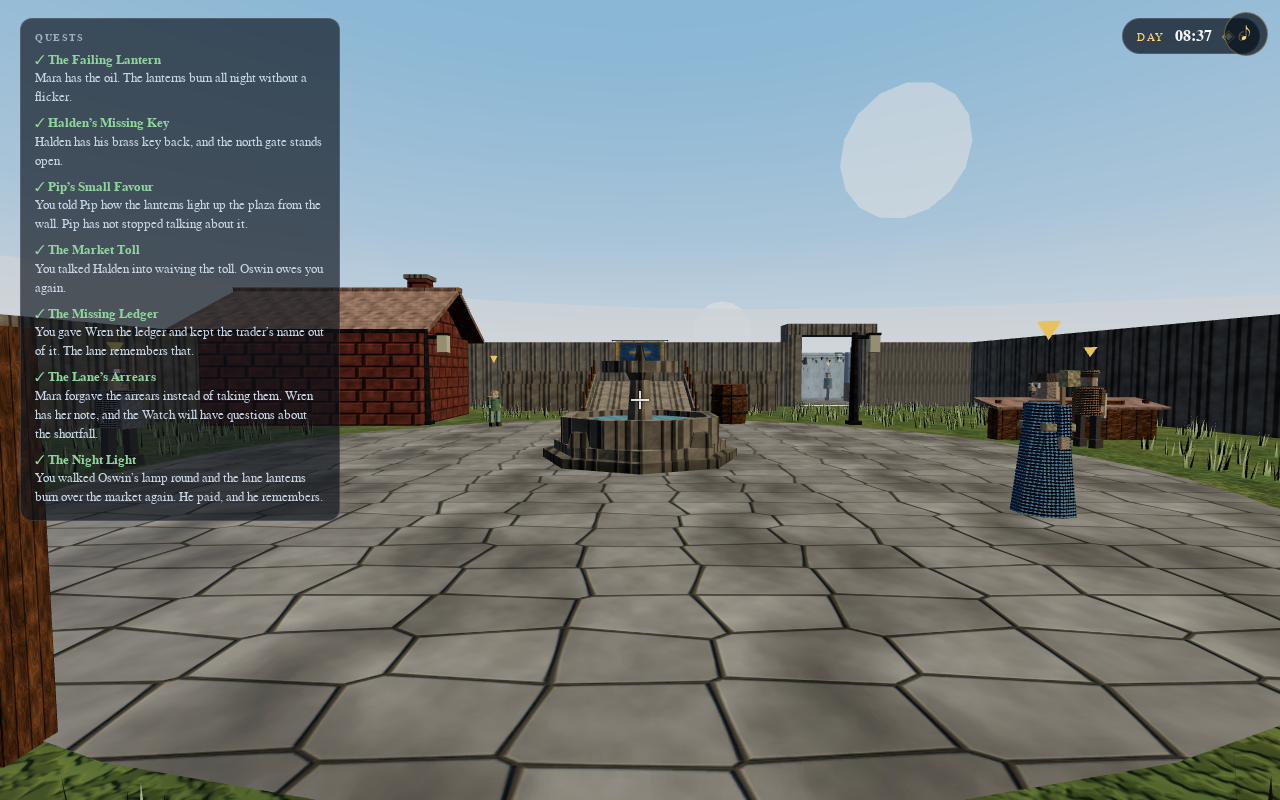 QUESTS
✓ The Failing Lantern
Mara has the oil. The lanterns burn all night without a
flicker.
✓ Halden’s Missing Key
Halden has his brass key back, and the north gate stands
open.
✓ Pip’s Small Favour
You told Pip how the lanterns light up the plaza from the
wall. Pip has not stopped talking about it.
✓ The Market Toll
You talked Halden into waiving the toll. Oswin owes you
again.
✓ The Missing Ledger
You gave Wren the ledger and kept the trader’s name out
of it. The lane remembers that.
✓ The Lane’s Arrears
Mara forgave the arrears instead of taking them. Wren
has her note, and the Watch will have questions about
the shortfall.
✓ The Night Light
You walked Oswin’s lamp round and the lane lanterns
burn over the market again. He paid, and he remembers.
DAY 08:37